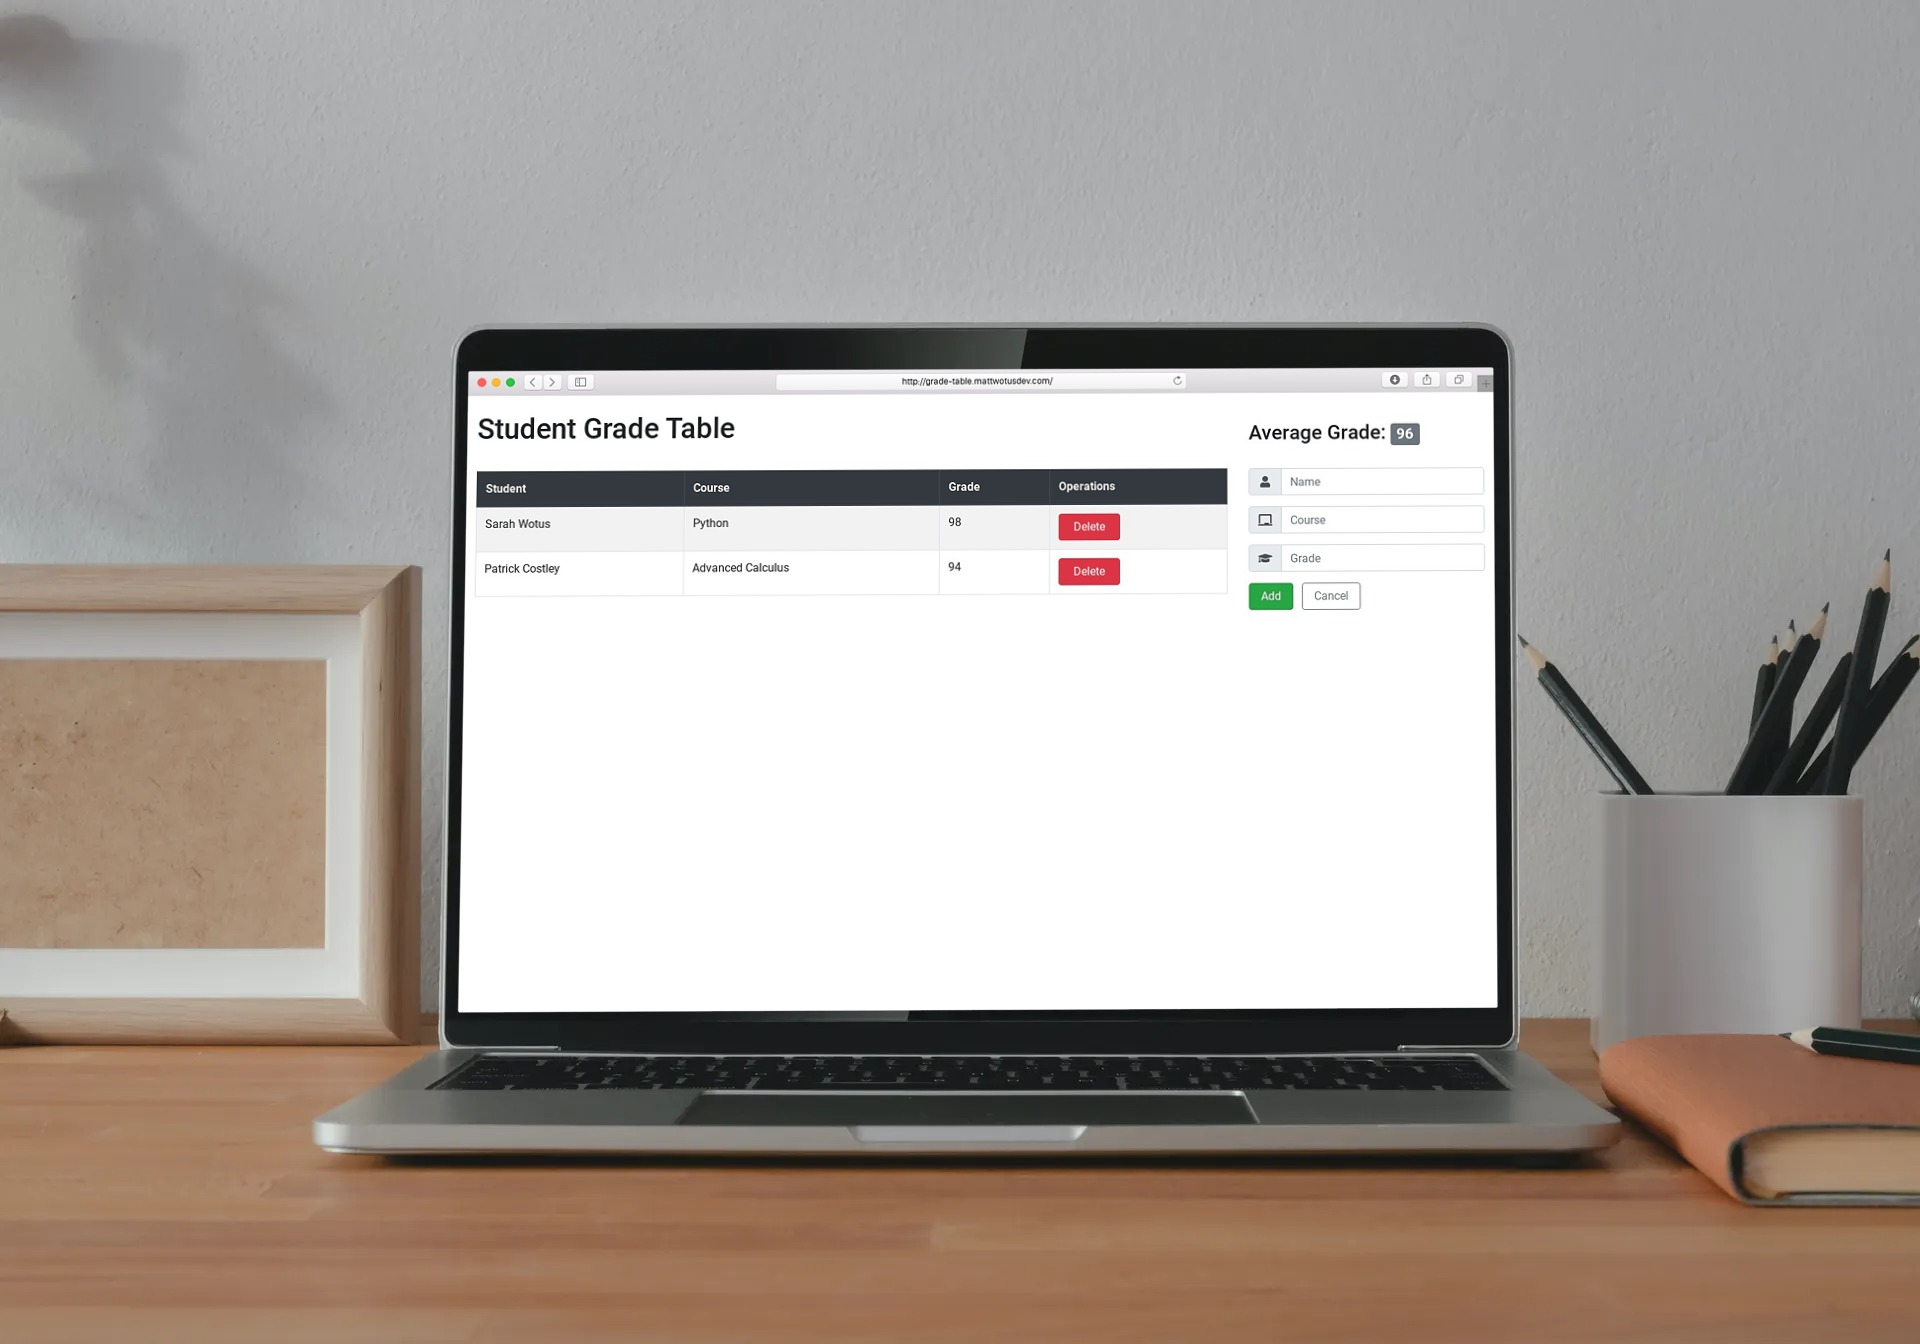 http://grade-table.mattwotusdev.com/
Student Grade Table
Average Grade: 96
Student Course Grade Operations
Sarah Wotus Python 98 Delete
Patrick Costley Advanced Calculus 94 Delete
Name
Course
Grade
Add Cancel